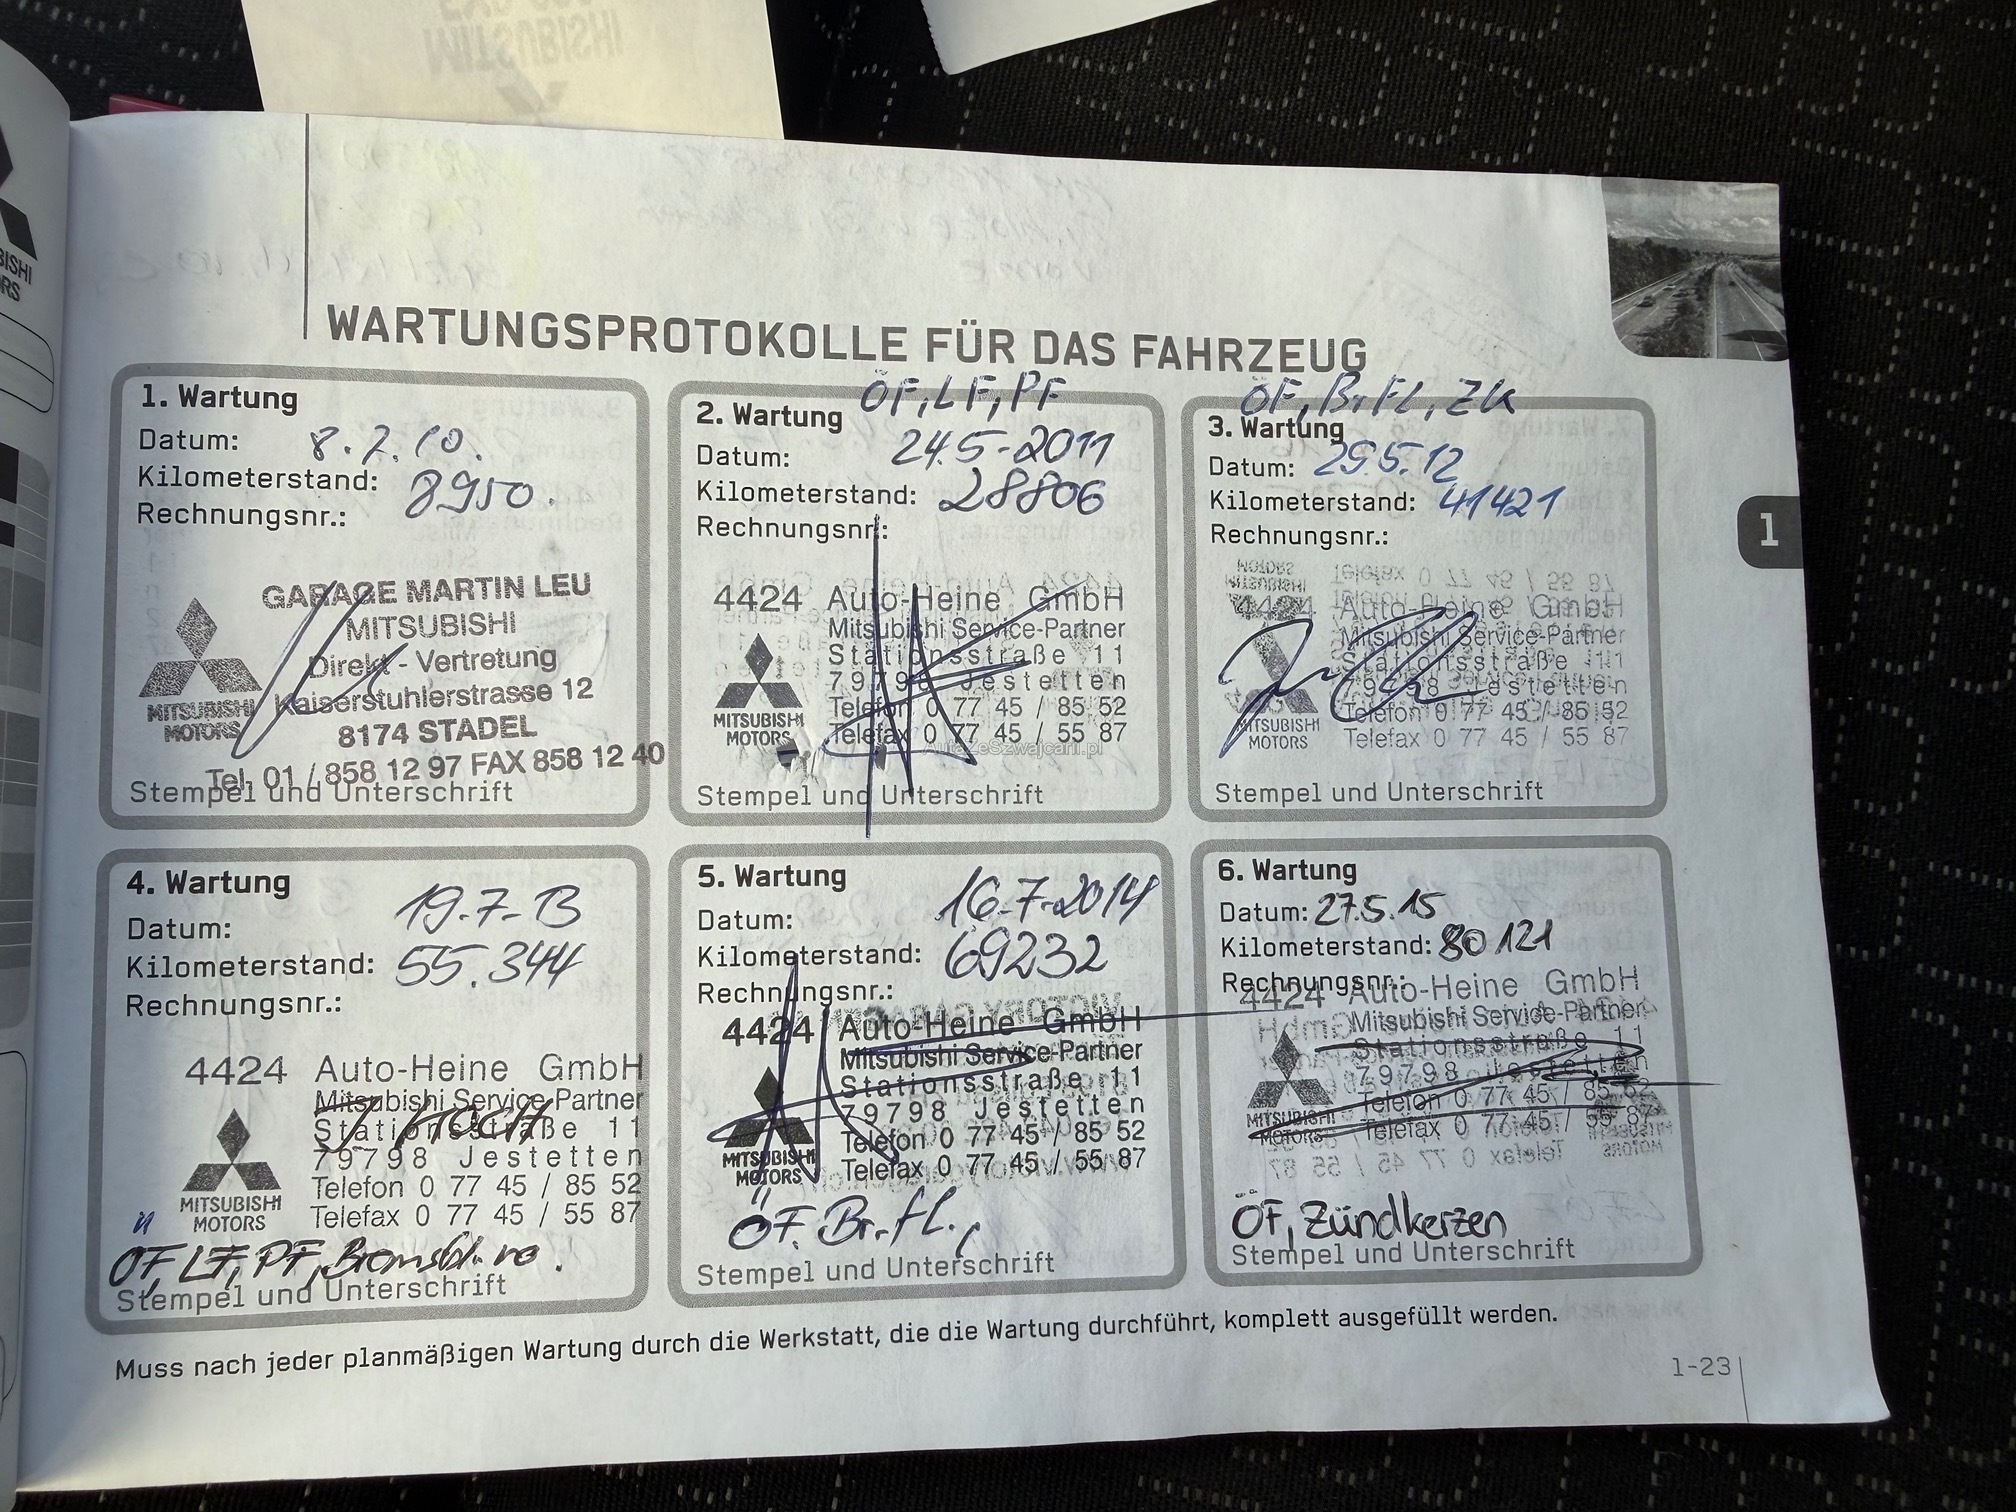 WARTUNGSPROTOKOLLE FÜR DAS FAHRZEUG
1. Wartung
Datum: 8.7.10.
Kilometerstand: 8950.
Rechnungsnr.:
GARAGE MARTIN LEU
MITSUBISHI
Direkt - Vertretung
Kaiserstuhlerstrasse 12
8174 STADEL
Tel. 01 / 858 12 97 FAX 858 12 40
MITSUBISHI
MOTORS
Stempel und Unterschrift
ÖF, LF, PF
2. Wartung
Datum: 24.5-2011
Kilometerstand: 28806
Rechnungsnr.:
4424 Auto-Heine GmbH
Mitsubishi Service-Partner
Stationsstraße 11
79798 Jestetten
Telefon 0 77 45 / 85 52
Telefax 0 77 45 / 55 87
MITSUBISHI
MOTORS
AutaZeSzwajcarii.pl
Stempel und Unterschrift
ÖF, Br.Fl, ZK
3. Wartung
Datum: 29.5.12
Kilometerstand: 41421
Rechnungsnr.:
4424 Auto-Heine GmbH
Mitsubishi Service-Partner
Stationsstraße 11
79798 Jestetten
Telefon 0 77 45 / 85 52
Telefax 0 77 45 / 55 87
MITSUBISHI
MOTORS
Stempel und Unterschrift
1
4. Wartung
Datum: 19.7-13
Kilometerstand: 55.344
Rechnungsnr.:
4424 Auto-Heine GmbH
Mitsubishi Service-Partner
Stationsstraße 11
79798 Jestetten
Telefon 0 77 45 / 85 52
Telefax 0 77 45 / 55 87
MITSUBISHI
MOTORS
ÖF, LF, PF,
Stempel und Unterschrift
5. Wartung
Datum: 16.7-2014
Kilometerstand: 69232
Rechnungsnr.:
4424 Auto-Heine GmbH
Mitsubishi Service-Partner
Stationsstraße 11
79798 Jestetten
Telefon 0 77 45 / 85 52
Telefax 0 77 45 / 55 87
MITSUBISHI
MOTORS
ÖF. Br.fl.,
Stempel und Unterschrift
6. Wartung
Datum: 27.5.15
Kilometerstand: 80121
Rechnungsnr.:
4424 Auto-Heine GmbH
Mitsubishi Service-Partner
Stationsstraße 11
79798 Jestetten
Telefon 0 77 45 / 85 52
Telefax 0 77 45 / 55 87
MITSUBISHI
MOTORS
ÖF, Zündkerzen
Stempel und Unterschrift
Muss nach jeder planmäßigen Wartung durch die Werkstatt, die die Wartung durchführt, komplett ausgefüllt werden.
1-23